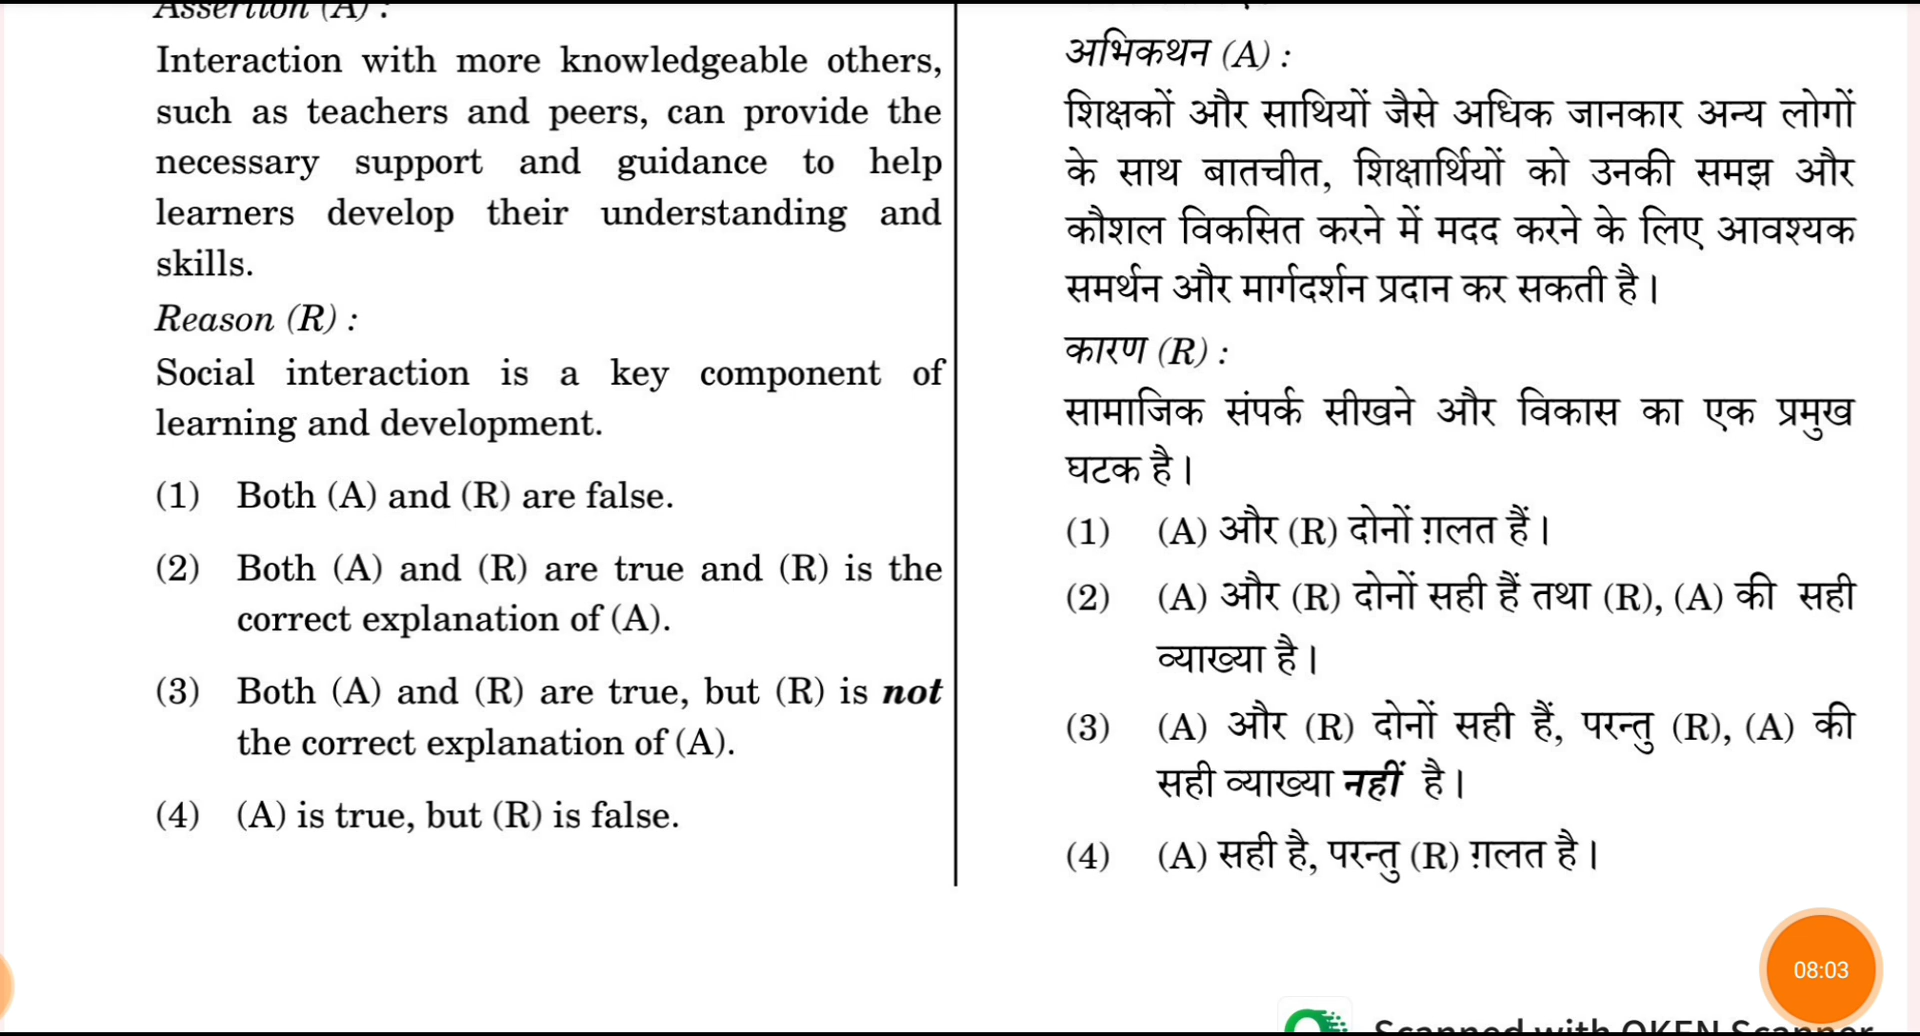 Assertion (A) :
Interaction with more knowledgeable others,
such as teachers and peers, can provide the
necessary support and guidance to help
learners develop their understanding and
skills.
Reason (R) :
Social interaction is a key component of
learning and development.
(1) Both (A) and (R) are false.
(2) Both (A) and (R) are true and (R) is the
correct explanation of (A).
(3) Both (A) and (R) are true, but (R) is not
the correct explanation of (A).
(4) (A) is true, but (R) is false.
अभिकथन (A) :
शिक्षकों और साथियों जैसे अधिक जानकार अन्य लोगों
के साथ बातचीत, शिक्षार्थियों को उनकी समझ और
कौशल विकसित करने में मदद करने के लिए आवश्यक
समर्थन और मार्गदर्शन प्रदान कर सकती है।
कारण (R) :
सामाजिक संपर्क सीखने और विकास का एक प्रमुख
घटक है।
(1) (A) और (R) दोनों ग़लत हैं।
(2) (A) और (R) दोनों सही हैं तथा (R), (A) की सही
व्याख्या है।
(3) (A) और (R) दोनों सही हैं, परन्तु (R), (A) की
सही व्याख्या नहीं है।
(4) (A) सही है, परन्तु (R) ग़लत है।
08:03
Scanned with OKEN Scanner